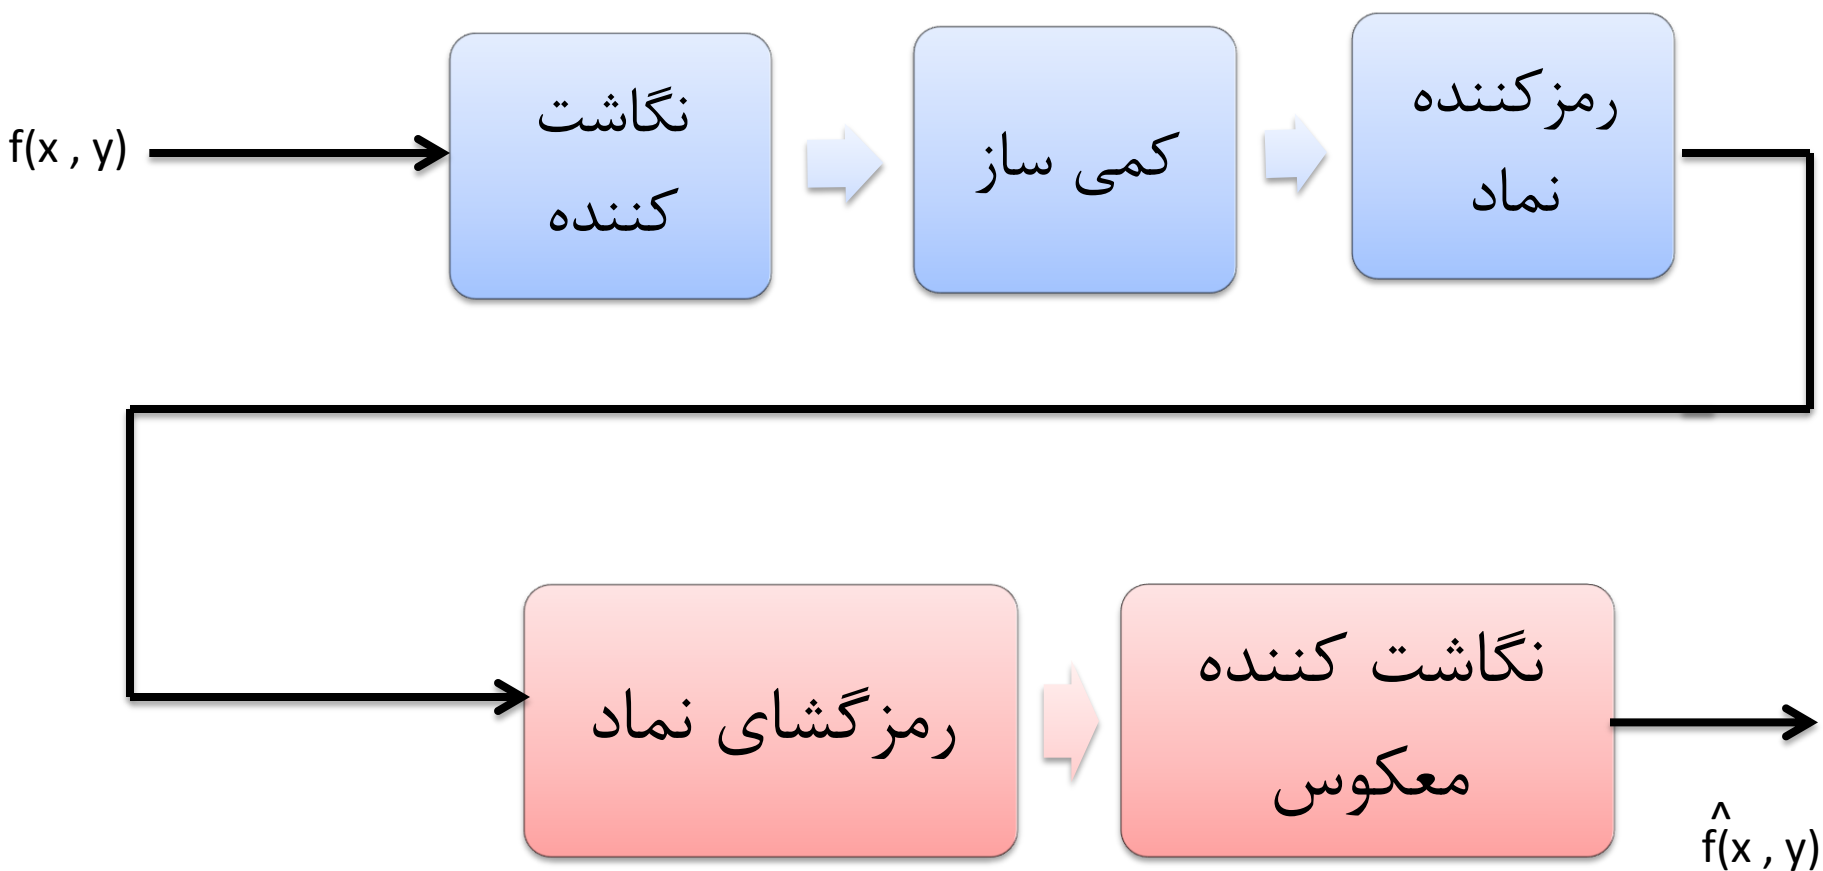 f(x , y)
نگاشت
کننده
کمی ساز
رمزکننده
نماد
رمزگشای نماد
نگاشت کننده
معکوس
^
f(x , y)